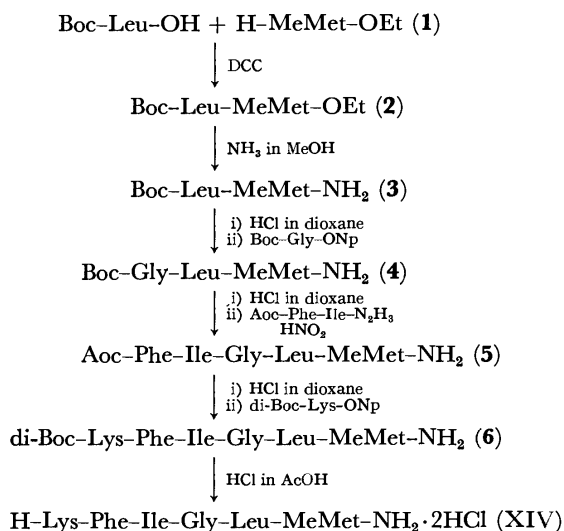 Boc–Leu–OH + H–MeMet–OEt (1)
DCC
Boc–Leu–MeMet–OEt (2)
NH₃ in MeOH
Boc–Leu–MeMet–NH₂ (3)
i) HCl in dioxane
ii) Boc–Gly–ONp
Boc–Gly–Leu–MeMet–NH₂ (4)
i) HCl in dioxane
ii) Aoc–Phe–Ile–N₂H₃
HNO₂
Aoc–Phe–Ile–Gly–Leu–MeMet–NH₂ (5)
i) HCl in dioxane
ii) di-Boc-Lys–ONp
di-Boc–Lys–Phe–Ile–Gly–Leu–MeMet–NH₂ (6)
HCl in AcOH
H–Lys–Phe–Ile–Gly–Leu–MeMet–NH₂·2HCl (XIV)